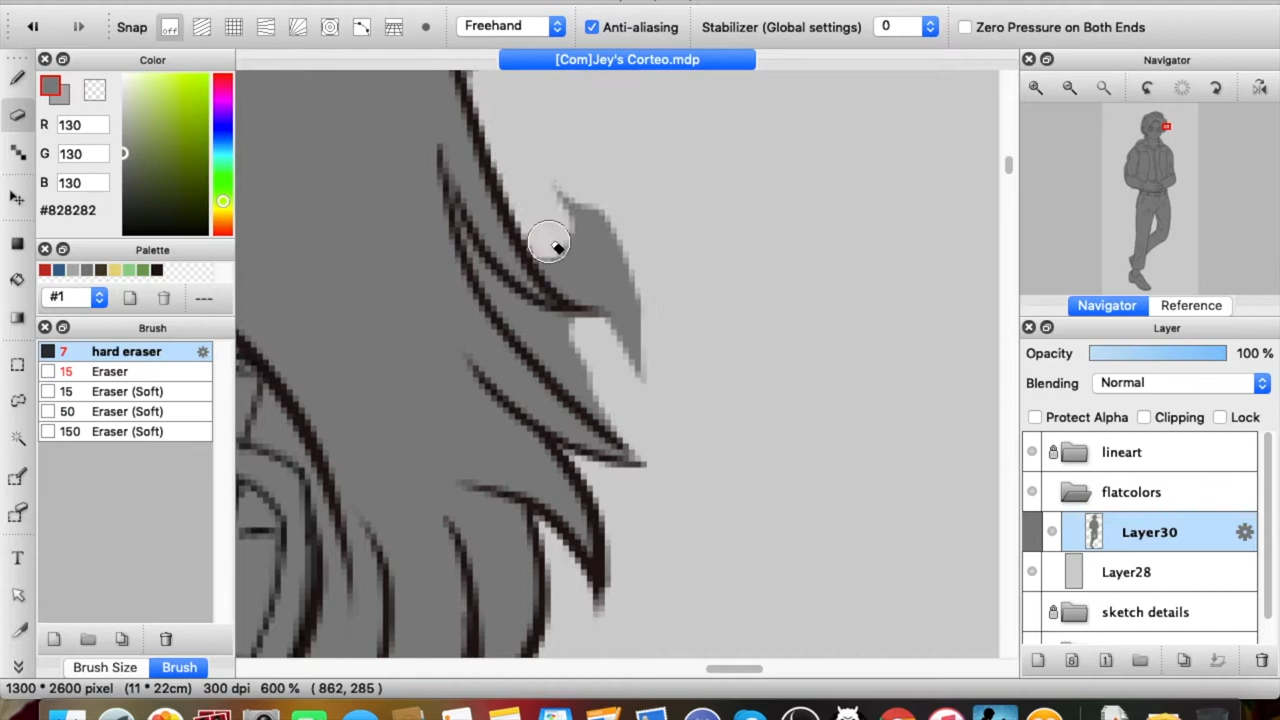 Snap off Freehand Anti-aliasing Stabilizer (Global settings) 0 Zero Pressure on Both Ends
Color
R 130
G 130
B 130
#828282
Palette
#1 ---
Brush
7 hard eraser
15 Eraser
15 Eraser (Soft)
50 Eraser (Soft)
150 Eraser (Soft)
Brush Size Brush
[Com]Jey's Corteo.mdp
Navigator
Navigator Reference
Layer
Opacity 100 %
Blending Normal
Protect Alpha Clipping Lock
lineart
flatcolors
Layer30
Layer28
sketch details
8 1
T
1300 * 2600 pixel (11 * 22cm) 300 dpi 600 % ( 862, 285 )